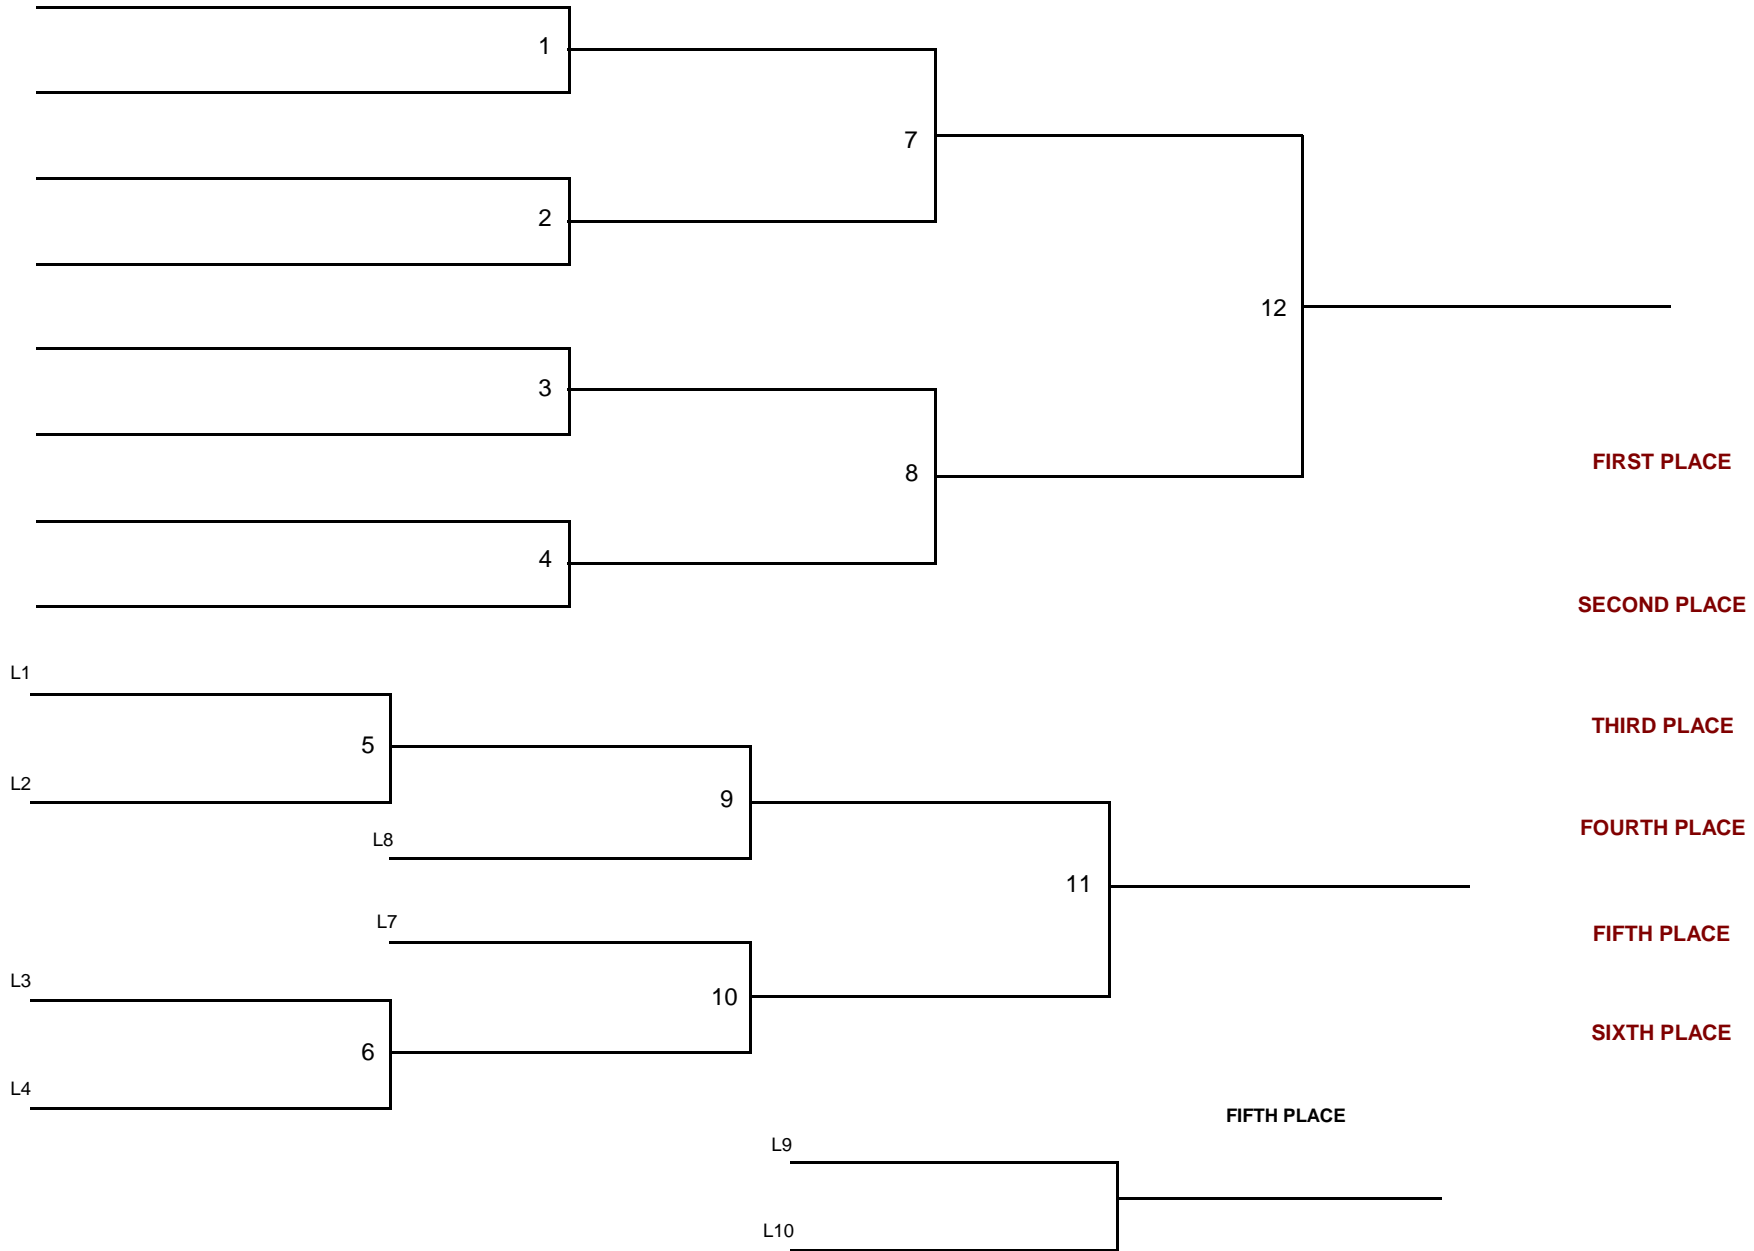 1
7
2
12
3
FIRST PLACE
8
4
SECOND PLACE
L1
THIRD PLACE
5
L2
9
FOURTH PLACE
L8
11
L7
FIFTH PLACE
L3
10
SIXTH PLACE
6
L4
FIFTH PLACE
L9
L10